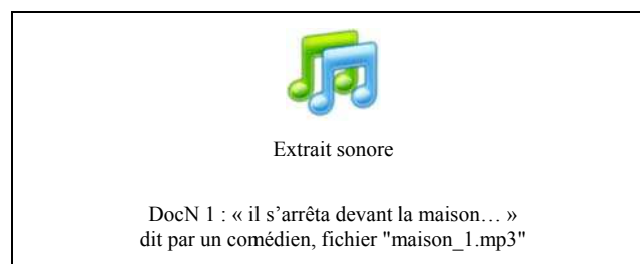 Extrait sonore
DocN 1 : « il s’arrêta devant la maison… »
dit par un comédien, fichier "maison_1.mp3"